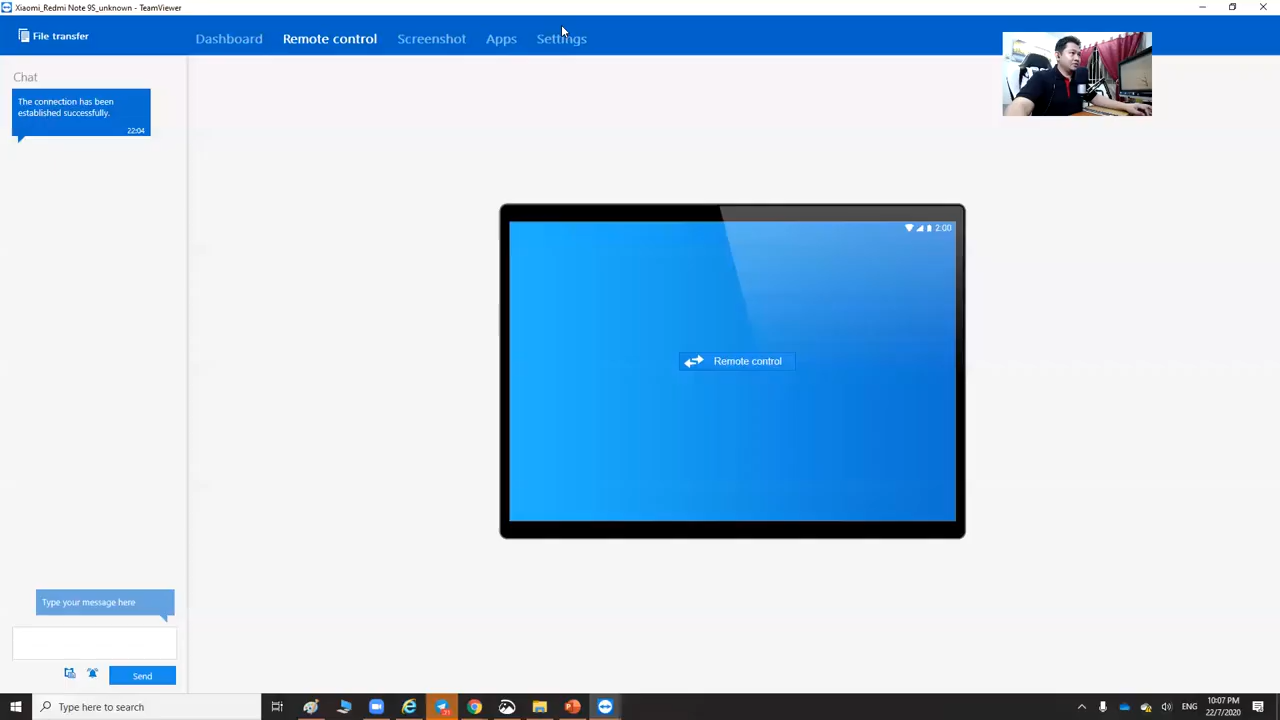 Xiaomi_Redmi Note 9S_unknown - TeamViewer
File transfer
Dashboard
Remote control
Screenshot
Apps
Settings
Chat
The connection has been
established successfully.
22:04
2:00
Remote control
Type your message here
Send
Type here to search
ENG
10:07 PM
22/7/2020